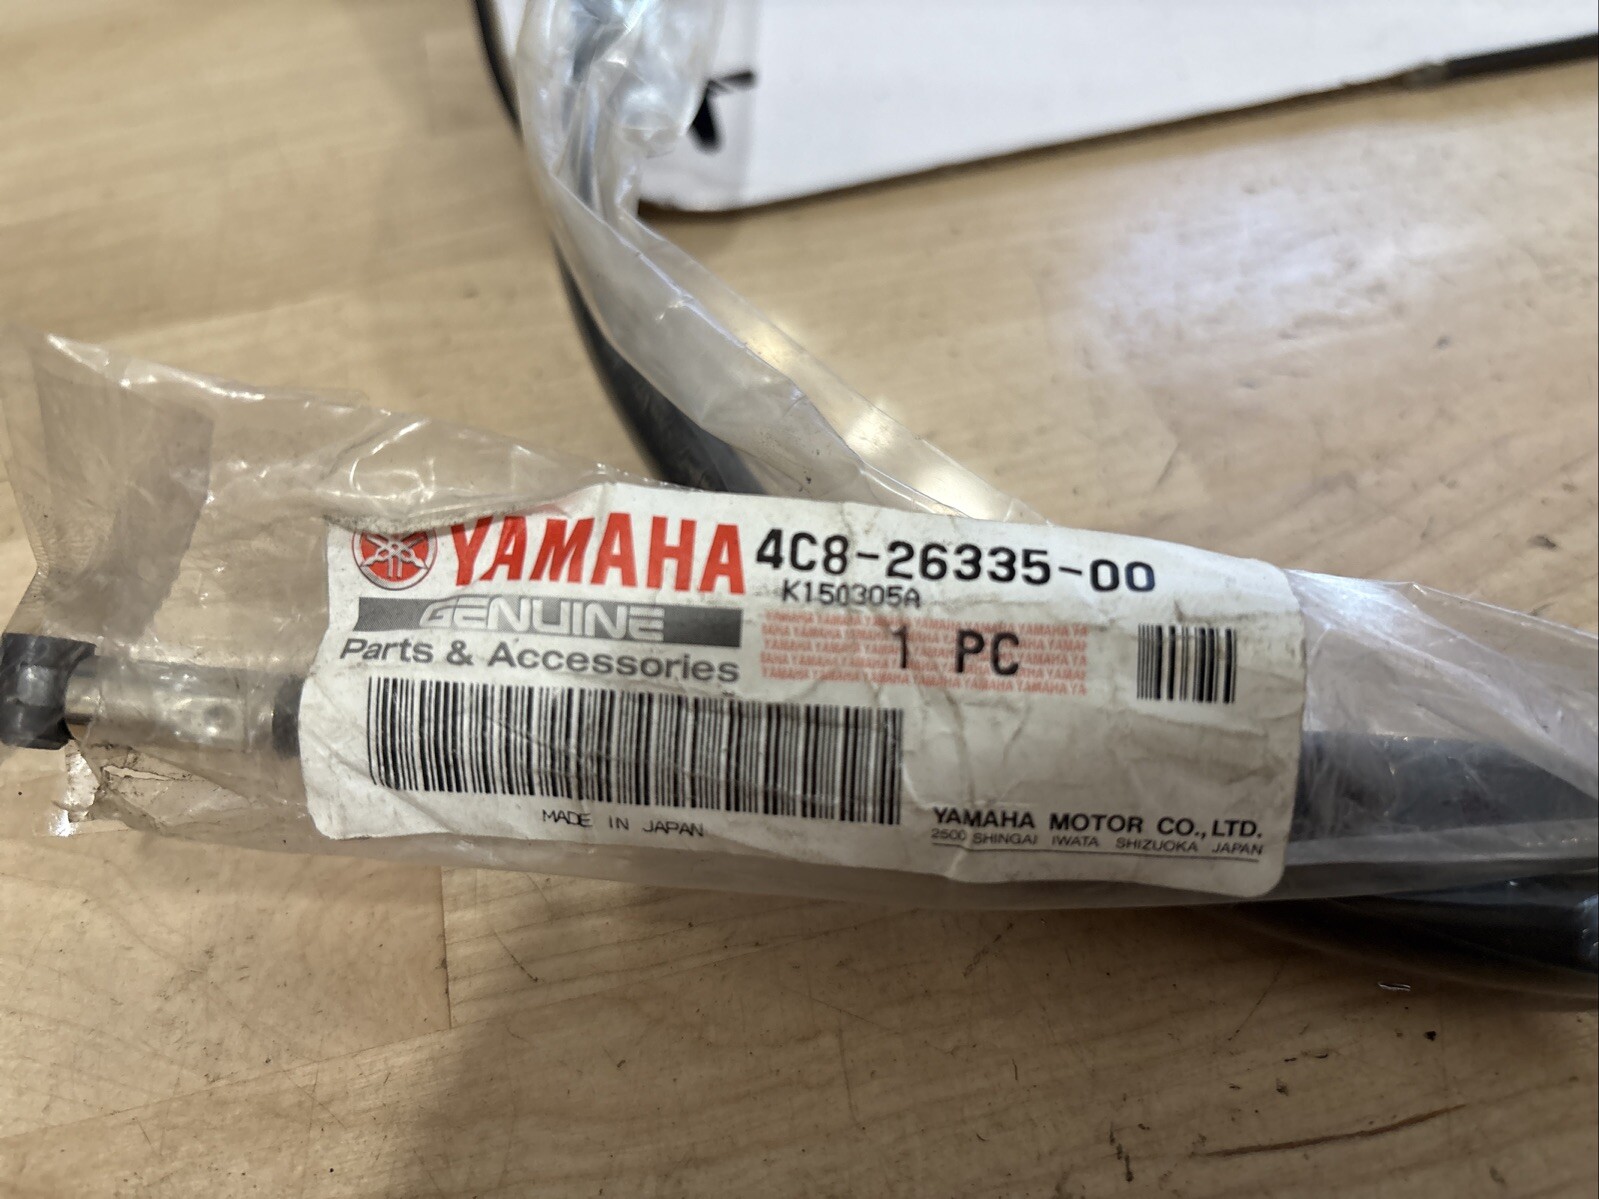 YAMAHA 4C8-26335-00
K150305A
GENUINE
Parts & Accessories
1 PC
MADE IN JAPAN
YAMAHA MOTOR CO., LTD.
2500 SHINGAI IWATA SHIZUOKA JAPAN